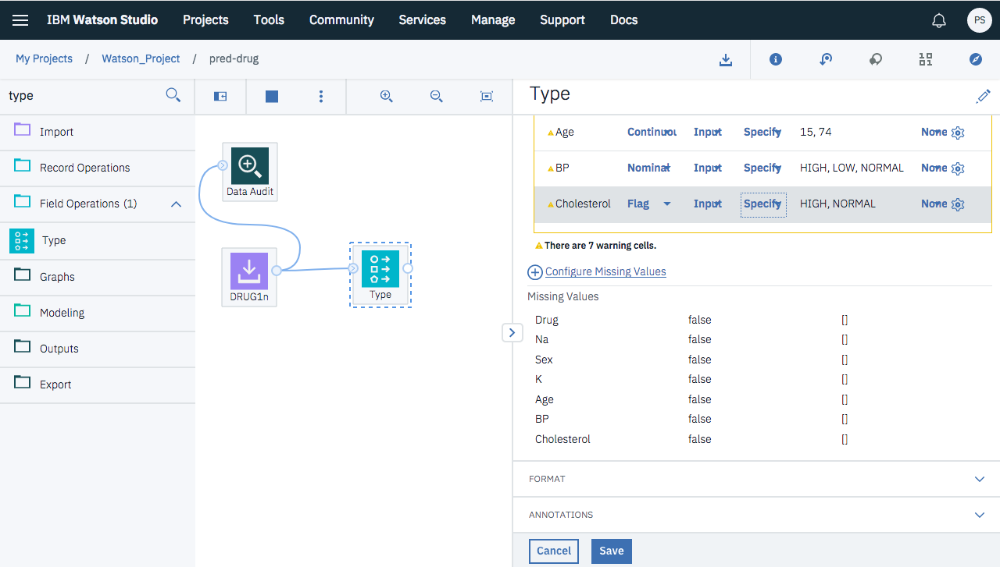 IBM Watson Studio Projects Tools Community Services Manage Support Docs PS
My Projects / Watson_Project / pred-drug
type
Import
Record Operations
Field Operations (1)
Type
Graphs
Modeling
Outputs
Export
Data Audit
DRUG1n
Type
Type
Age Continuou Input Specify 15, 74 None
BP Nominal Input Specify HIGH, LOW, NORMAL None
Cholesterol Flag Input Specify HIGH, NORMAL None
There are 7 warning cells.
Configure Missing Values
Missing Values
Drug false []
Na false []
Sex false []
K false []
Age false []
BP false []
Cholesterol false []
FORMAT
ANNOTATIONS
Cancel Save